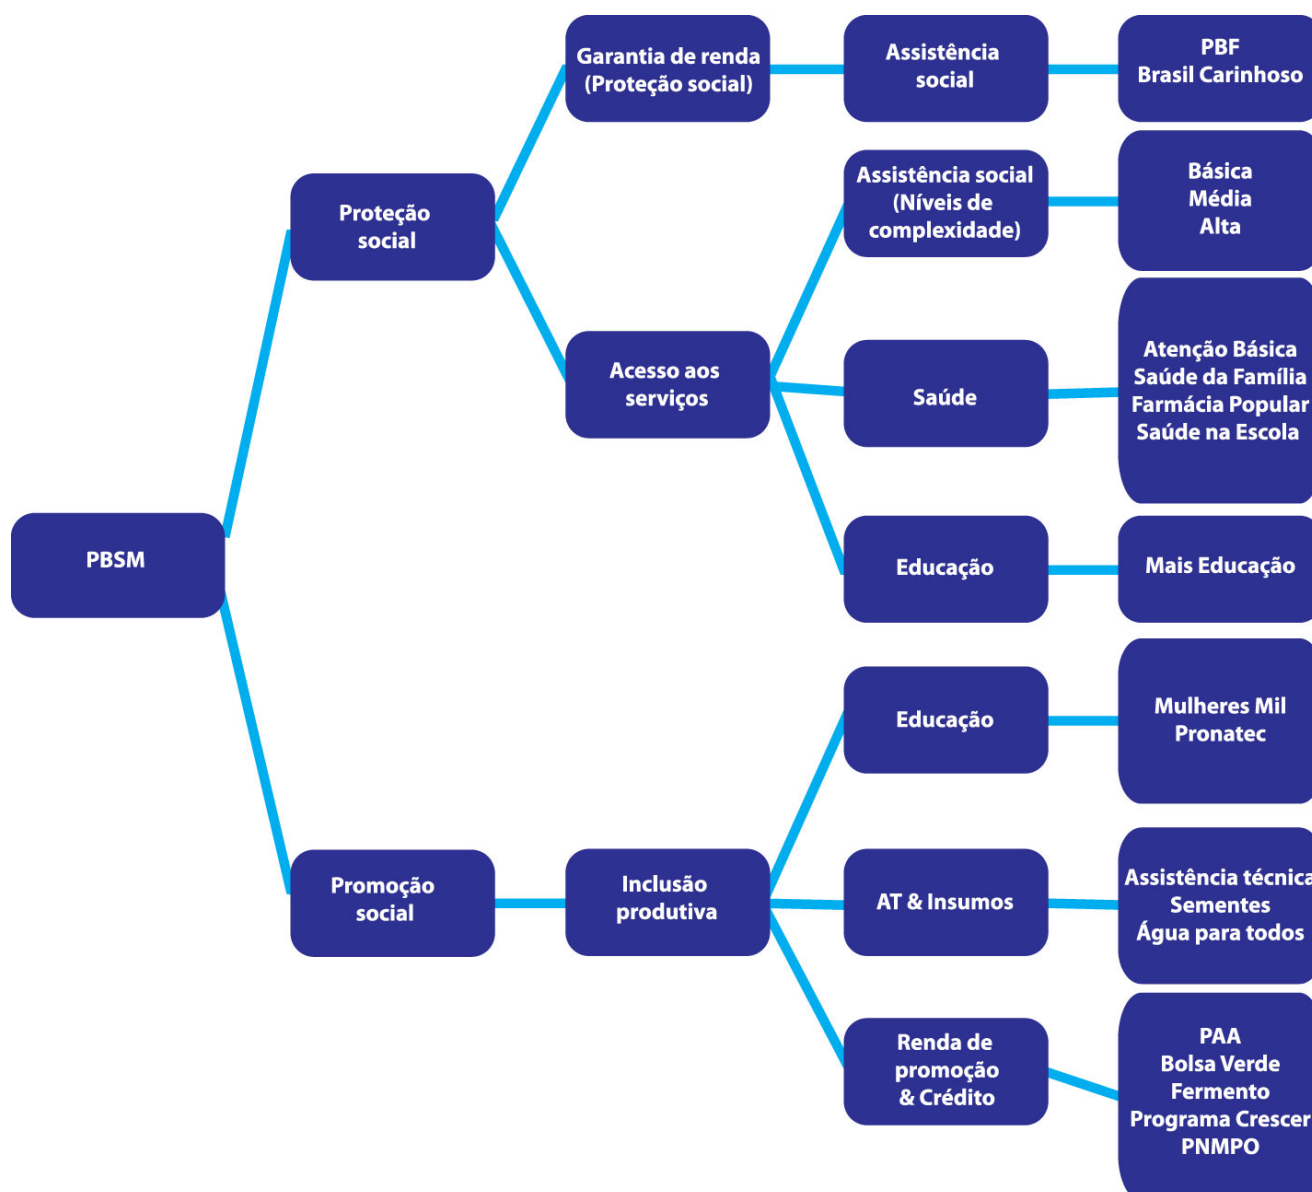 Garantia de renda
(Proteção social)
Assistência
social
PBF
Brasil Carinhoso
Proteção
social
Assistência social
(Níveis de
complexidade)
Básica
Média
Alta
Acesso aos
serviços
Saúde
Atenção Básica
Saúde da Família
Farmácia Popular
Saúde na Escola
Educação
Mais Educação
PBSM
Promoção
social
Inclusão
produtiva
Educação
Mulheres Mil
Pronatec
AT & Insumos
Assistência técnica
Sementes
Água para todos
Renda de
promoção
& Crédito
PAA
Bolsa Verde
Fermento
Programa Crescer
PNMPO